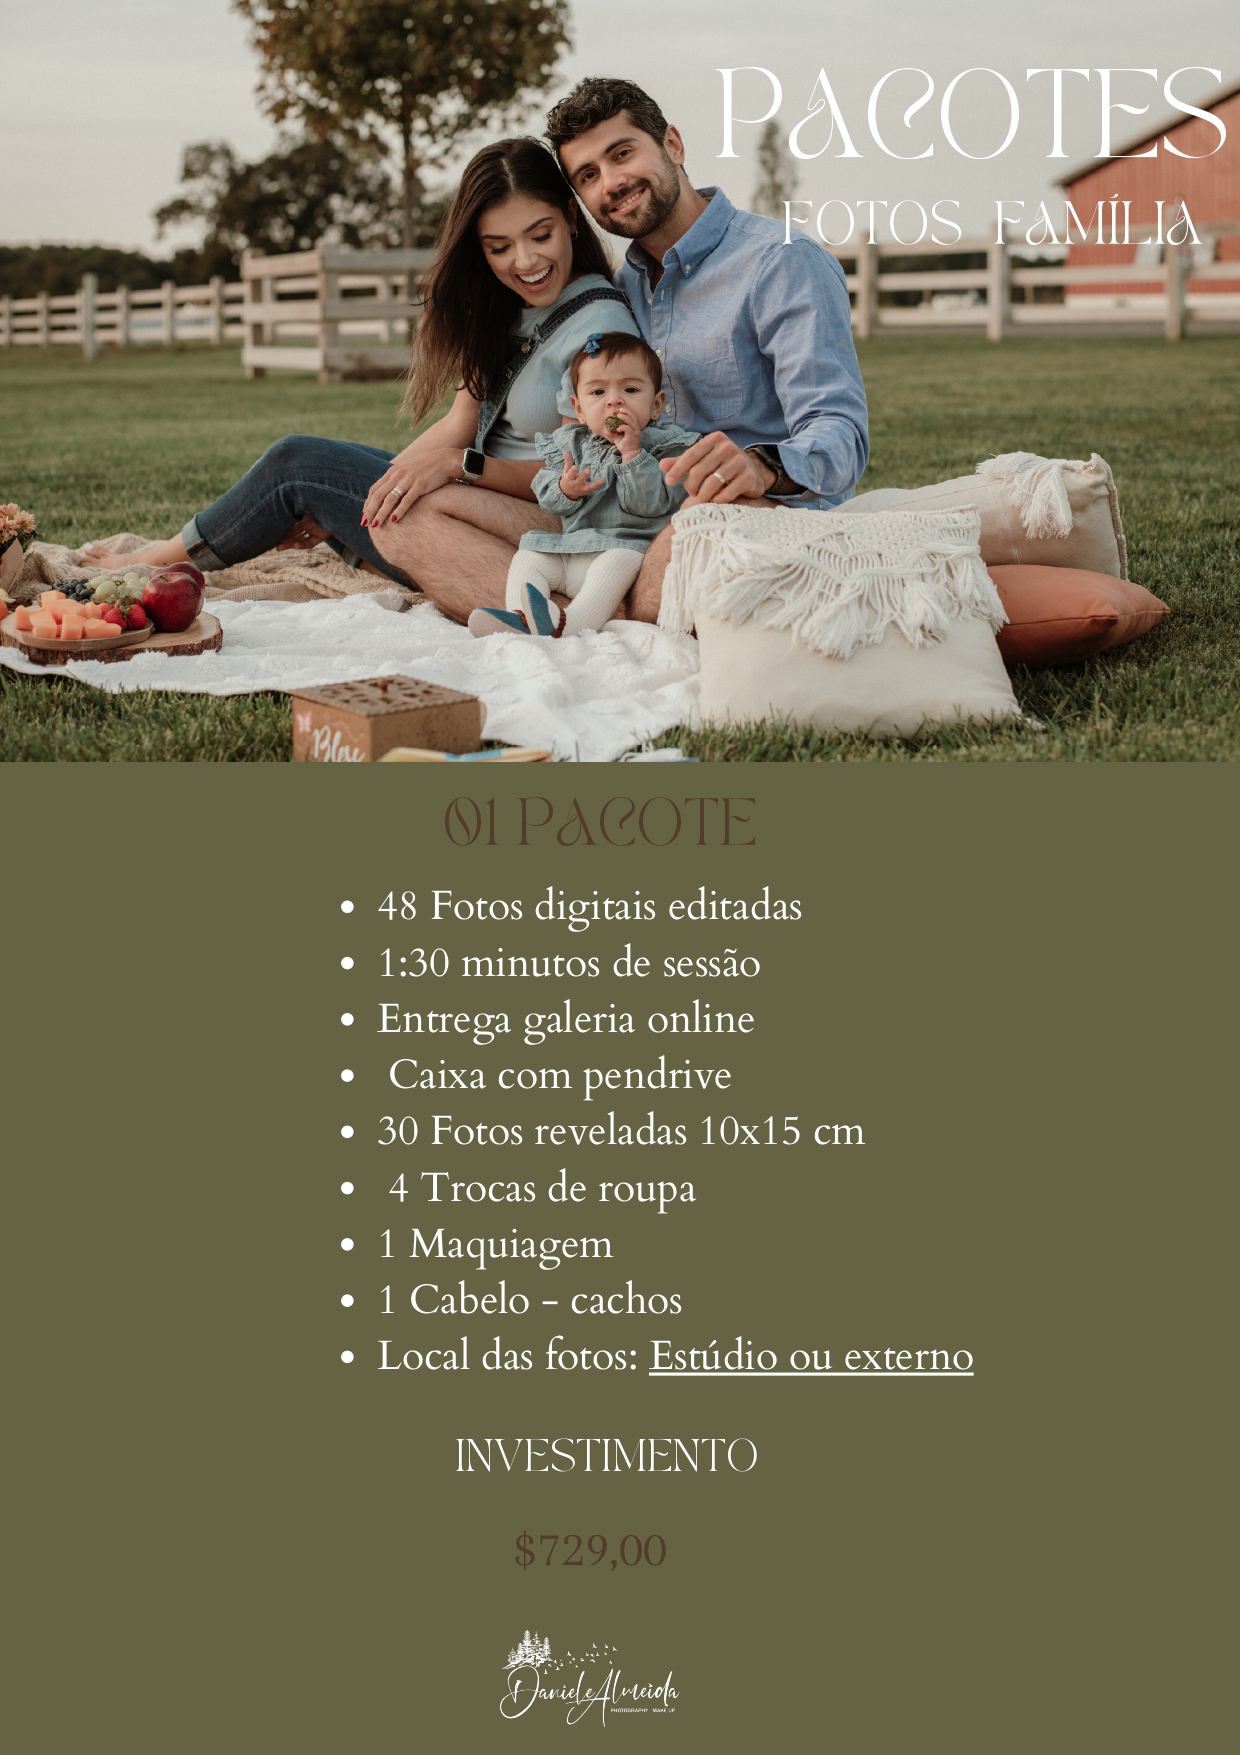 PACOTES
FOTOS FAMÍLIA
01 PACOTE
• 48 Fotos digitais editadas
• 1:30 minutos de sessão
• Entrega galeria online
• Caixa com pendrive
• 30 Fotos reveladas 10x15 cm
• 4 Trocas de roupa
• 1 Maquiagem
• 1 Cabelo - cachos
• Local das fotos: Estúdio ou externo
INVESTIMENTO
$729,00
Daniele Almeida
PHOTOGRAPHY MAKE UP